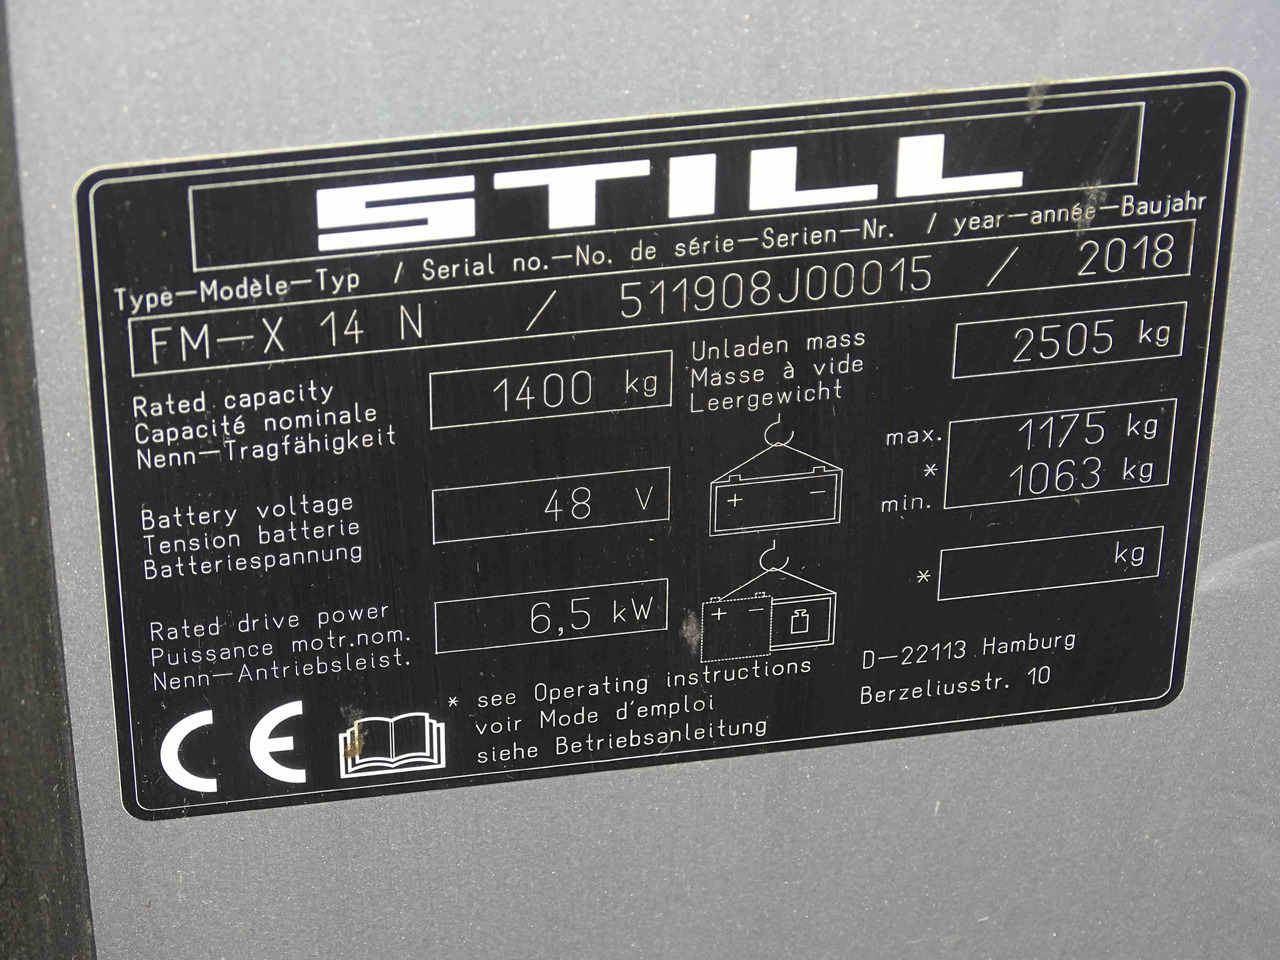 STILL
Type—Modèle—Typ / Serial no.—No. de série—Serien—Nr. / year—année—Baujahr
FM—X 14 N / 511908J00015 / 2018
Rated capacity
Capacité nominale
Nenn—Tragfähigkeit
1400 kg
Unladen mass
Masse à vide
Leergewicht
2505 kg
Battery voltage
Tension batterie
Batteriespannung
48 V
+ −
max. 1175 kg
*
min. 1063 kg
Rated drive power
Puissance motr.nom.
Nenn—Antriebsleist.
6,5 kW
+ −
* kg
CE
* see Operating instructions
voir Mode d'emploi
siehe Betriebsanleitung
D—22113 Hamburg
Berzeliusstr. 10